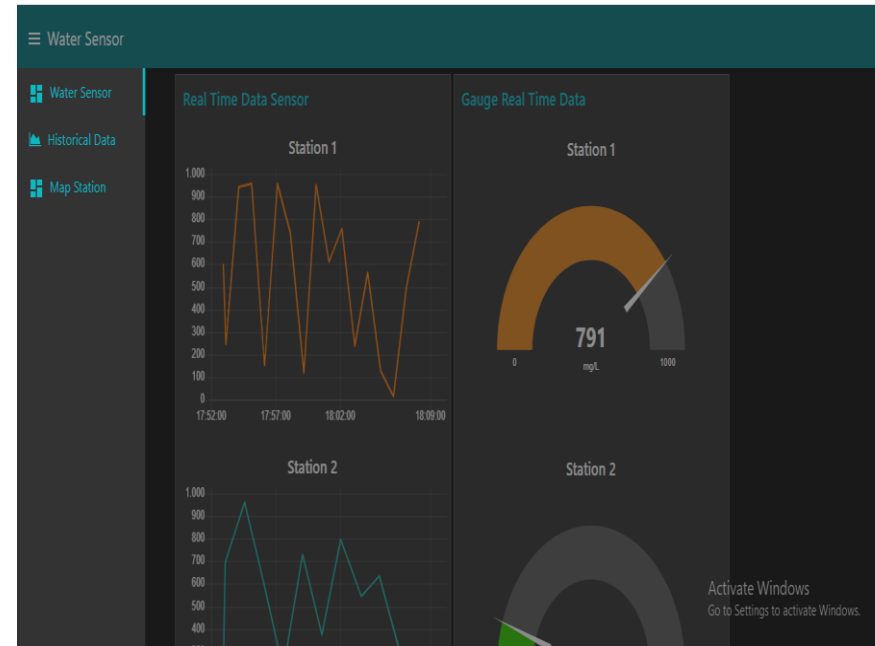 ☰ Water Sensor
Water Sensor
Historical Data
Map Station
Real Time Data Sensor
Station 1
1.000
900
800
700
600
500
400
300
200
100
0
17:52:00 17:57:00 18:02:00 18:09:00
Station 2
1.000
900
800
700
600
500
400
Gauge Real Time Data
Station 1
791
mg/L
0 1000
Station 2
Activate Windows
Go to Settings to activate Windows.